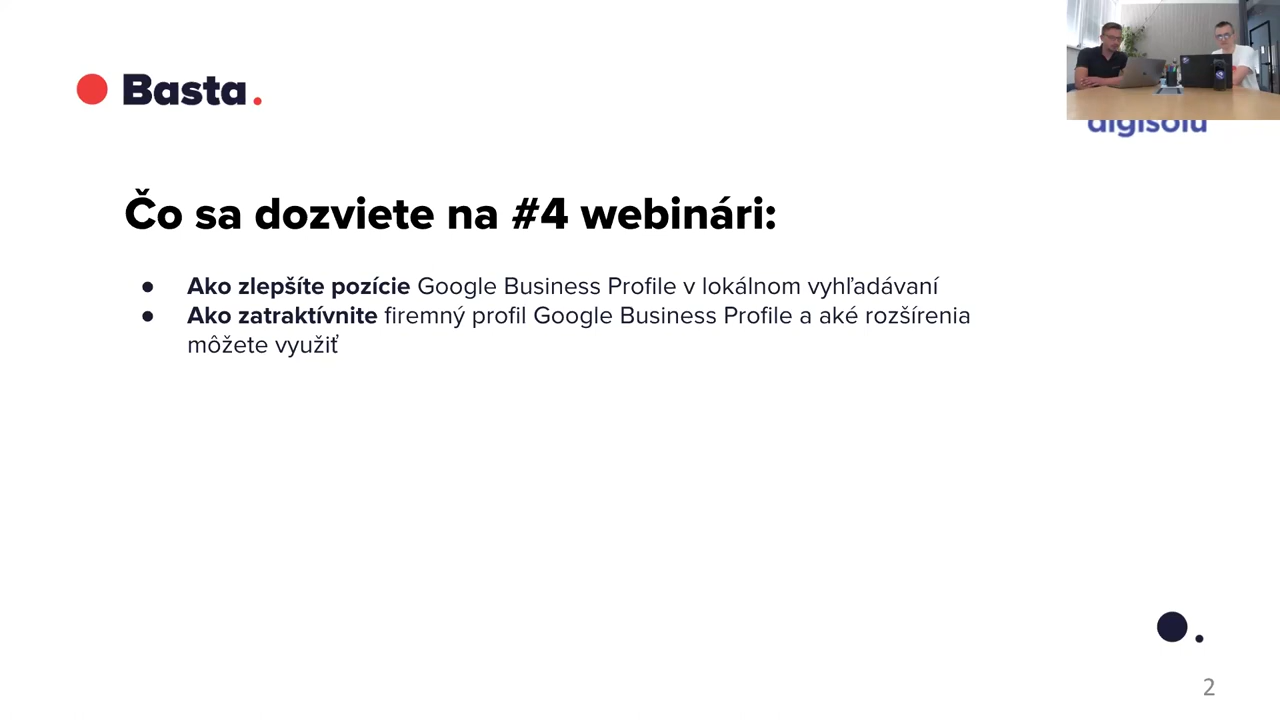 Basta.
digisolu
Čo sa dozviete na #4 webinári:
● Ako zlepšíte pozície Google Business Profile v lokálnom vyhľadávaní
● Ako zatraktívnite firemný profil Google Business Profile a aké rozšírenia
môžete využiť
2